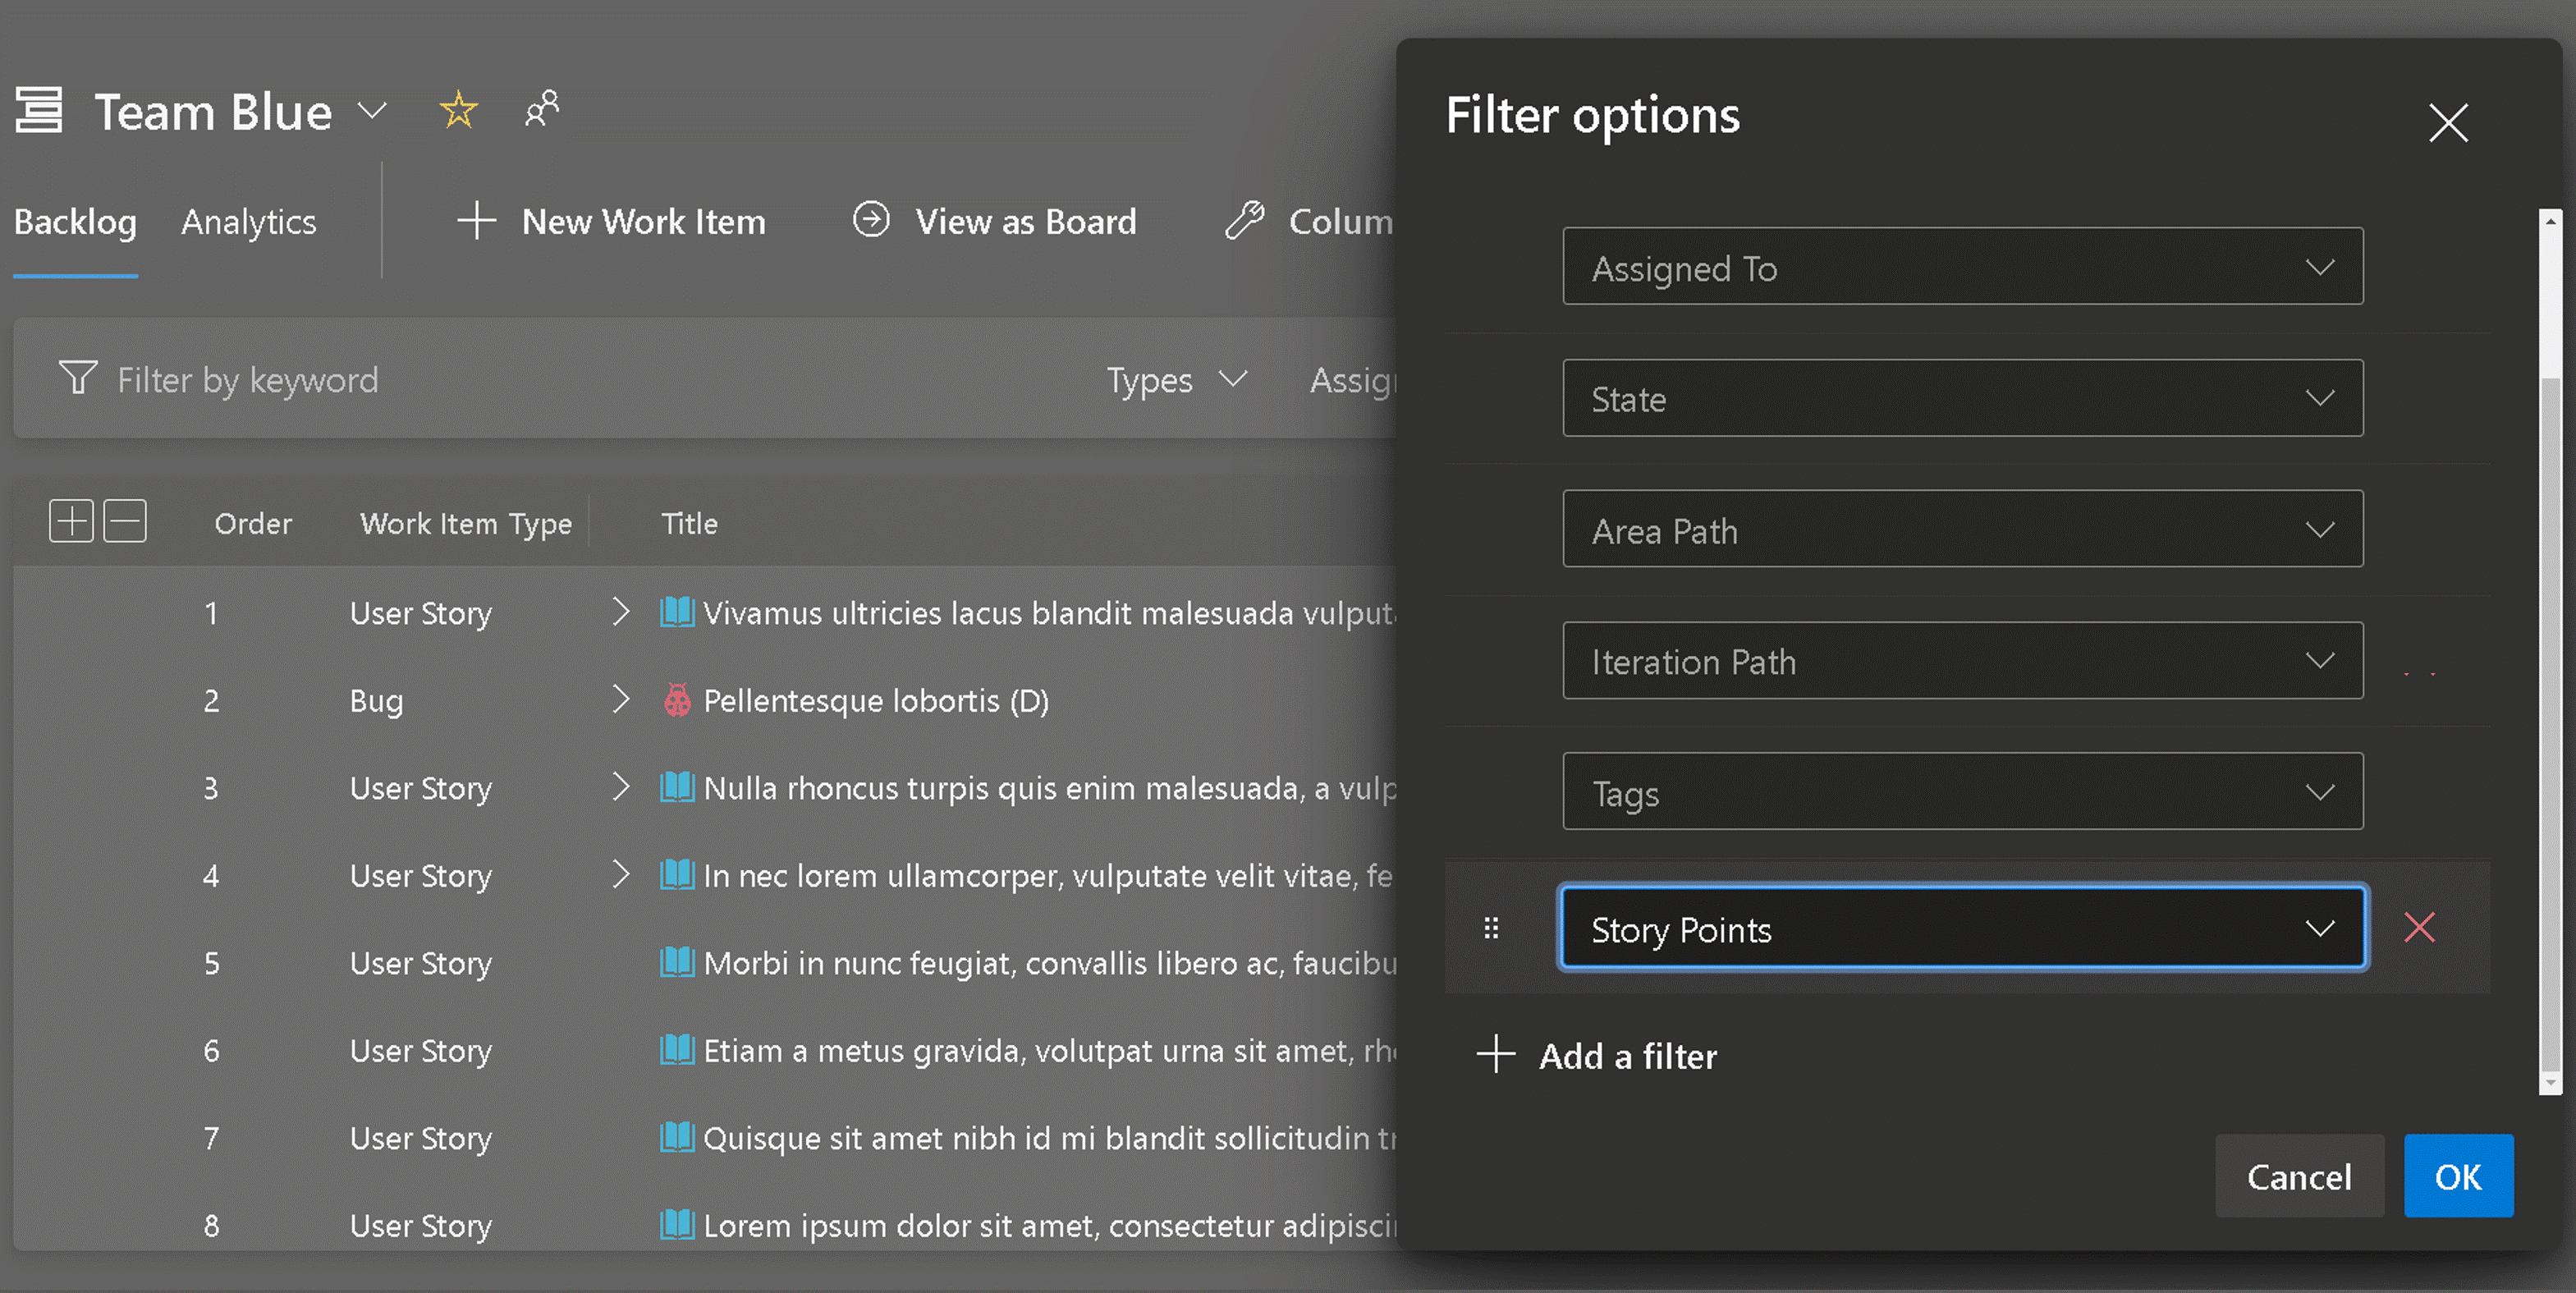 Team Blue
Backlog Analytics New Work Item View as Board Colum
Filter by keyword Types Assig
Order Work Item Type Title
1 User Story Vivamus ultricies lacus blandit malesuada vulput
2 Bug Pellentesque lobortis (D)
3 User Story Nulla rhoncus turpis quis enim malesuada, a vulp
4 User Story In nec lorem ullamcorper, vulputate velit vitae, fe
5 User Story Morbi in nunc feugiat, convallis libero ac, faucibu
6 User Story Etiam a metus gravida, volutpat urna sit amet, rh
7 User Story Quisque sit amet nibh id mi blandit sollicitudin t
8 User Story Lorem ipsum dolor sit amet, consectetur adipisci
Filter options
Assigned To
State
Area Path
Iteration Path
Tags
Story Points
Add a filter
Cancel OK